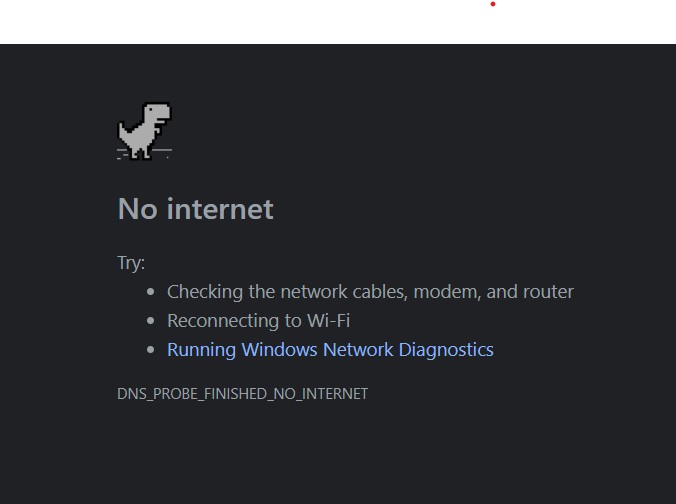 No internet
Try:
• Checking the network cables, modem, and router
• Reconnecting to Wi-Fi
• Running Windows Network Diagnostics
DNS_PROBE_FINISHED_NO_INTERNET